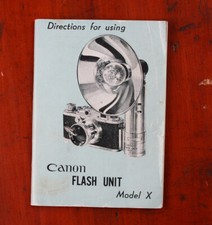 Directions for using
Canon
FLASH UNIT
Model X